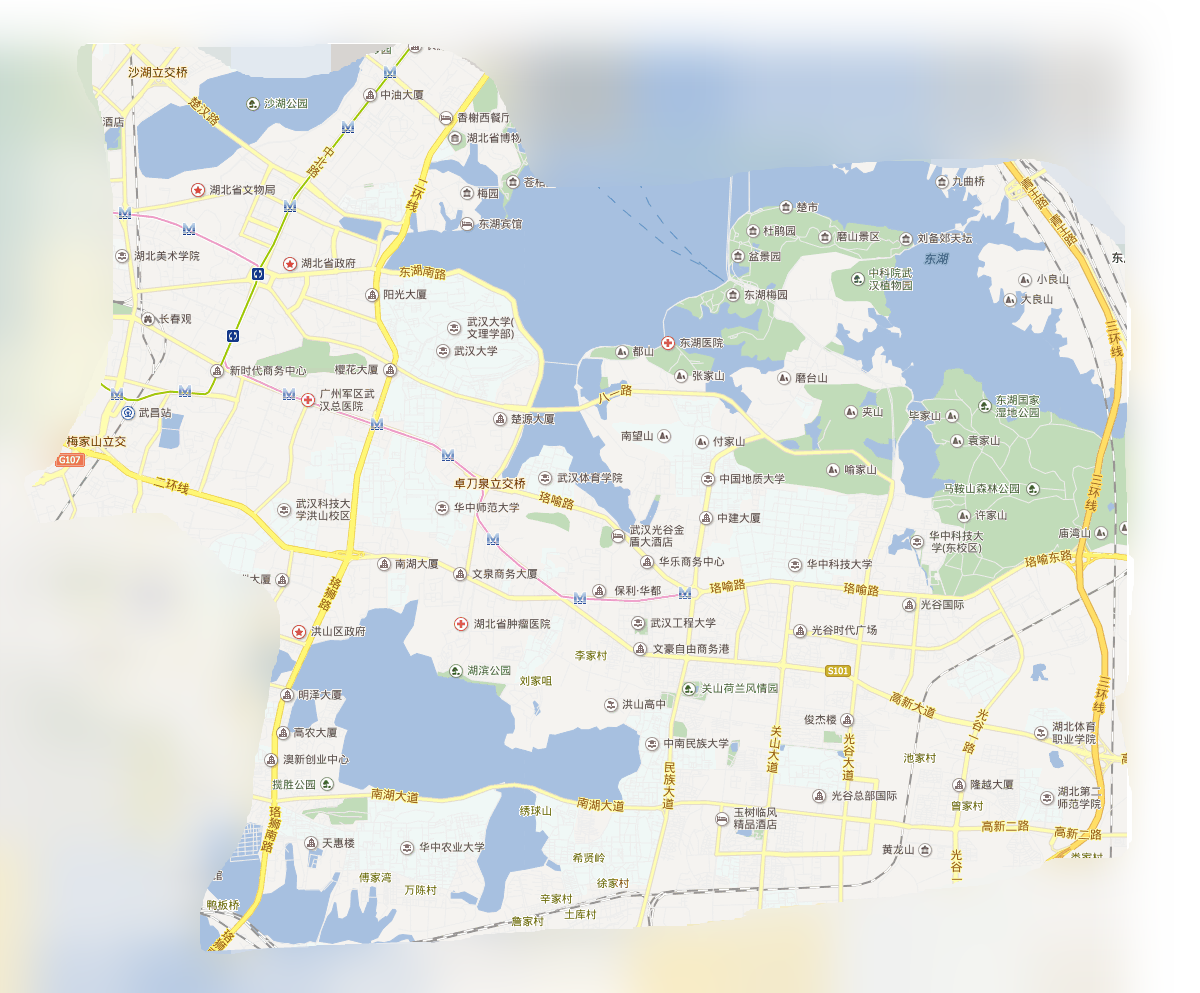 沙湖立交桥
沙湖公园
中油大厦
楚汉路
香榭西餐厅
酒店
湖北省博物
中北路
苍柏
湖北省文物局
二环线
梅园
九曲桥
青王路
楚市
东湖宾馆
杜鹃园
青王路
磨山景区
刘备郊天坛
湖北美术学院
湖北省政府
盆景园
东湖
东
东湖南路
中科院武
汉植物园
小良山
阳光大厦
东湖梅园
大良山
长春观
武汉大学(
文理学部)
三环线
东湖医院
武汉大学
都山
新时代商务中心
樱花大厦
张家山
磨台山
广州军区武
汉总医院
八一路
东湖国家
湿地公园
武昌站
夹山
毕家山
楚源大厦
梅家山立交
南望山
付家山
袁家山
G107
喻家山
二环线
卓刀泉立交桥
武汉体育学院
中国地质大学
马鞍山森林公园
三环线
武汉科技大
学洪山校区
华中师范大学
珞喻路
中建大厦
许家山
武汉光谷金
盾大酒店
华中科技大
学(东校区)
庙湾山
南湖大厦
华乐商务中心
华中科技大学
珞喻东路
大厦
文泉商务大厦
珞狮路
保利·华都
珞喻路
珞喻路
光谷国际
洪山区政府
湖北省肿瘤医院
武汉工程大学
光谷时代广场
李家村
文豪自由商务港
湖滨公园
S101
刘家咀
明泽大厦
关山荷兰风情园
三环线
洪山高中
高新大道
高农大厦
俊杰楼
光谷一路
湖北体育
职业学院
中南民族大学
关山大道
光谷大道
澳新创业中心
池家村
揽胜公园
民族大道
隆越大厦
南湖大道
南湖大道
光谷总部国际
曾家村
湖北第二
师范学院
绣球山
玉树临风
精品酒店
高新二路
高新二路
珞狮南路
天惠楼
华中农业大学
黄龙山
希贤岭
光谷一
傅家湾
万陈村
徐家村
辛家村
鸭板桥
詹家村
土库村